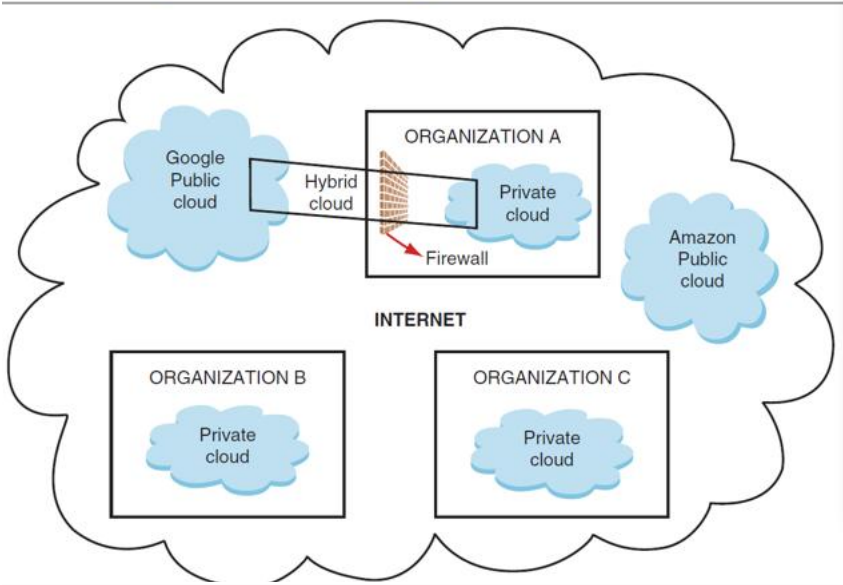 ORGANIZATION A
Google
Public
cloud
Hybrid
cloud
Private
cloud
Firewall
Amazon
Public
cloud
INTERNET
ORGANIZATION B
Private
cloud
ORGANIZATION C
Private
cloud